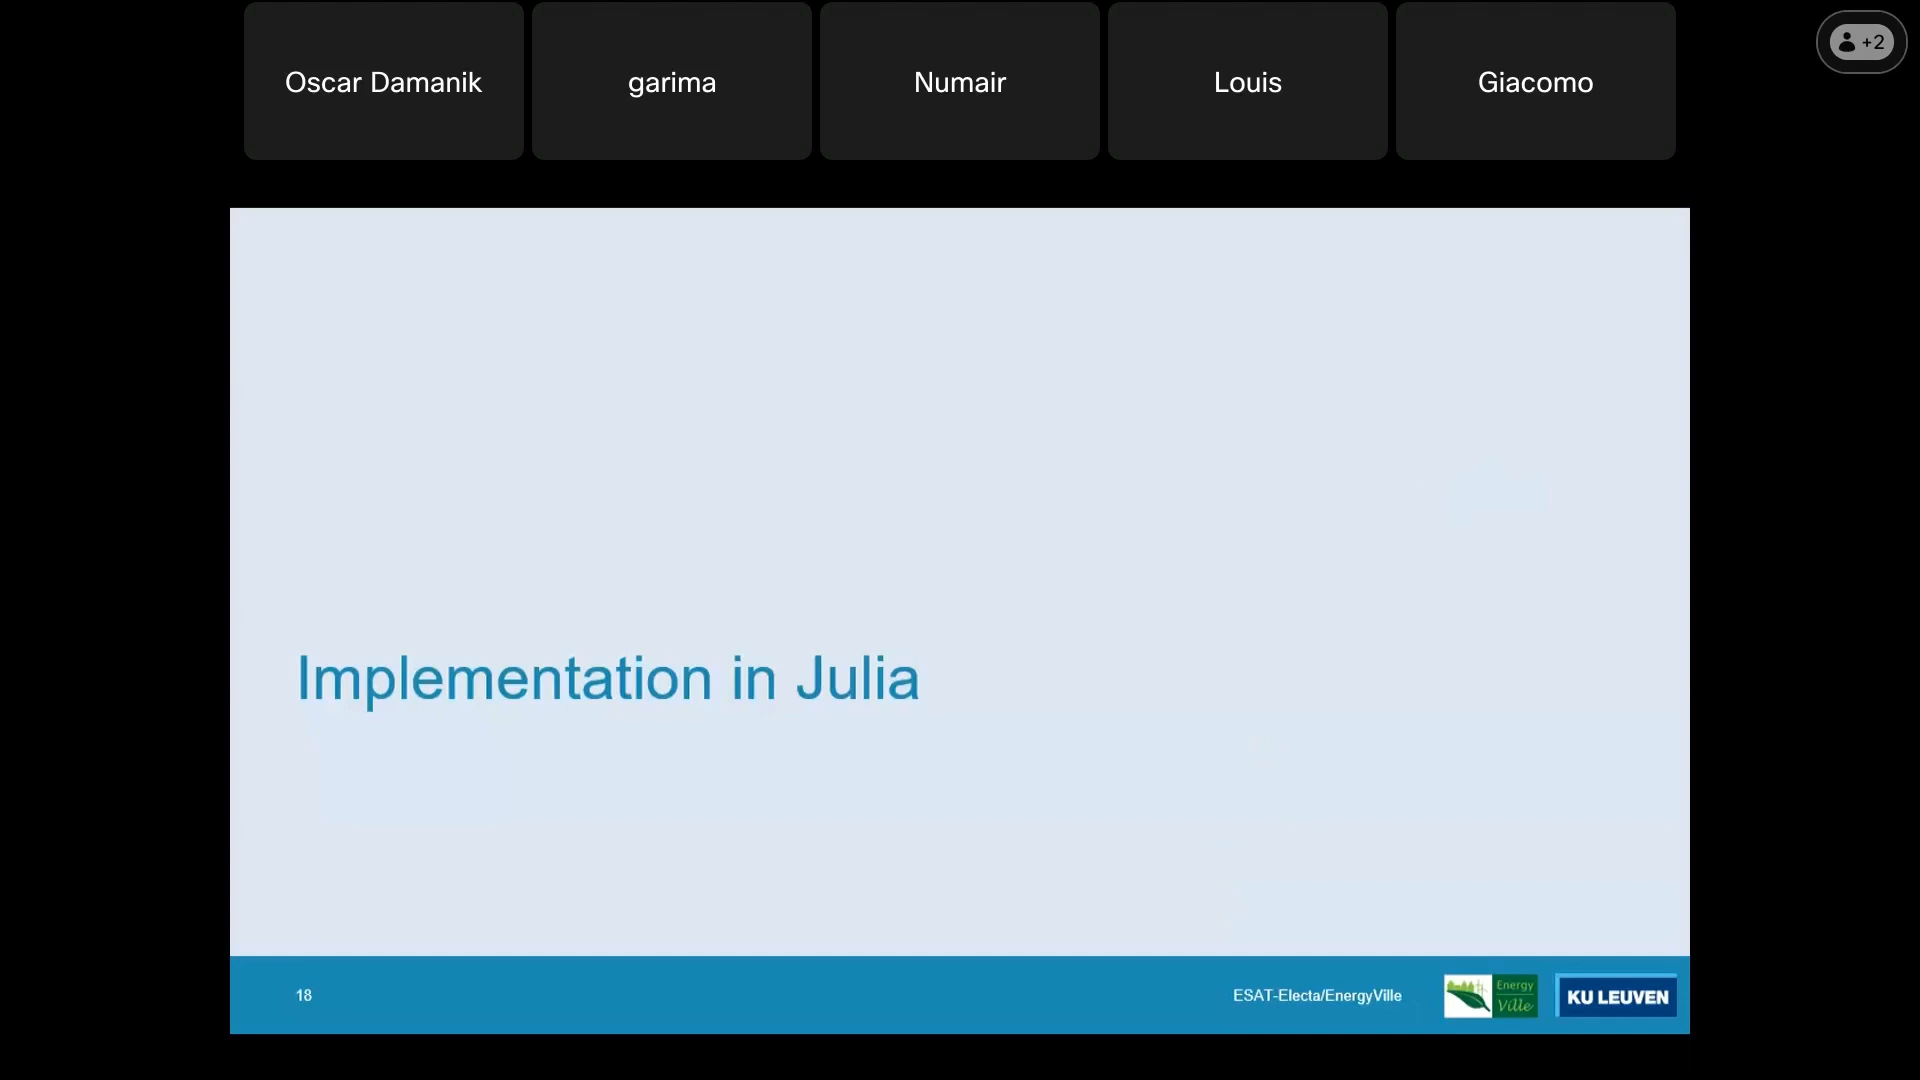 Oscar Damanik
garima
Numair
Louis
Giacomo
+2
Implementation in Julia
18
ESAT-Electa/EnergyVille
Energy
Ville
KU LEUVEN